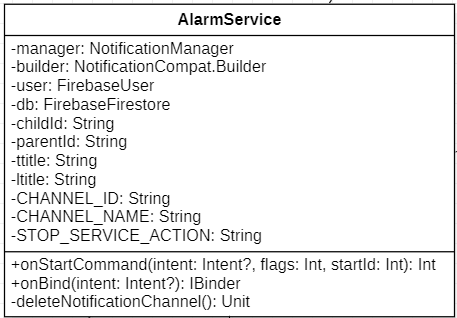 AlarmService
-manager: NotificationManager
-builder: NotificationCompat.Builder
-user: FirebaseUser
-db: FirebaseFirestore
-childId: String
-parentId: String
-ttitle: String
-ltitle: String
-CHANNEL_ID: String
-CHANNEL_NAME: String
-STOP_SERVICE_ACTION: String
+onStartCommand(intent: Intent?, flags: Int, startId: Int): Int
+onBind(intent: Intent?): IBinder
-deleteNotificationChannel(): Unit